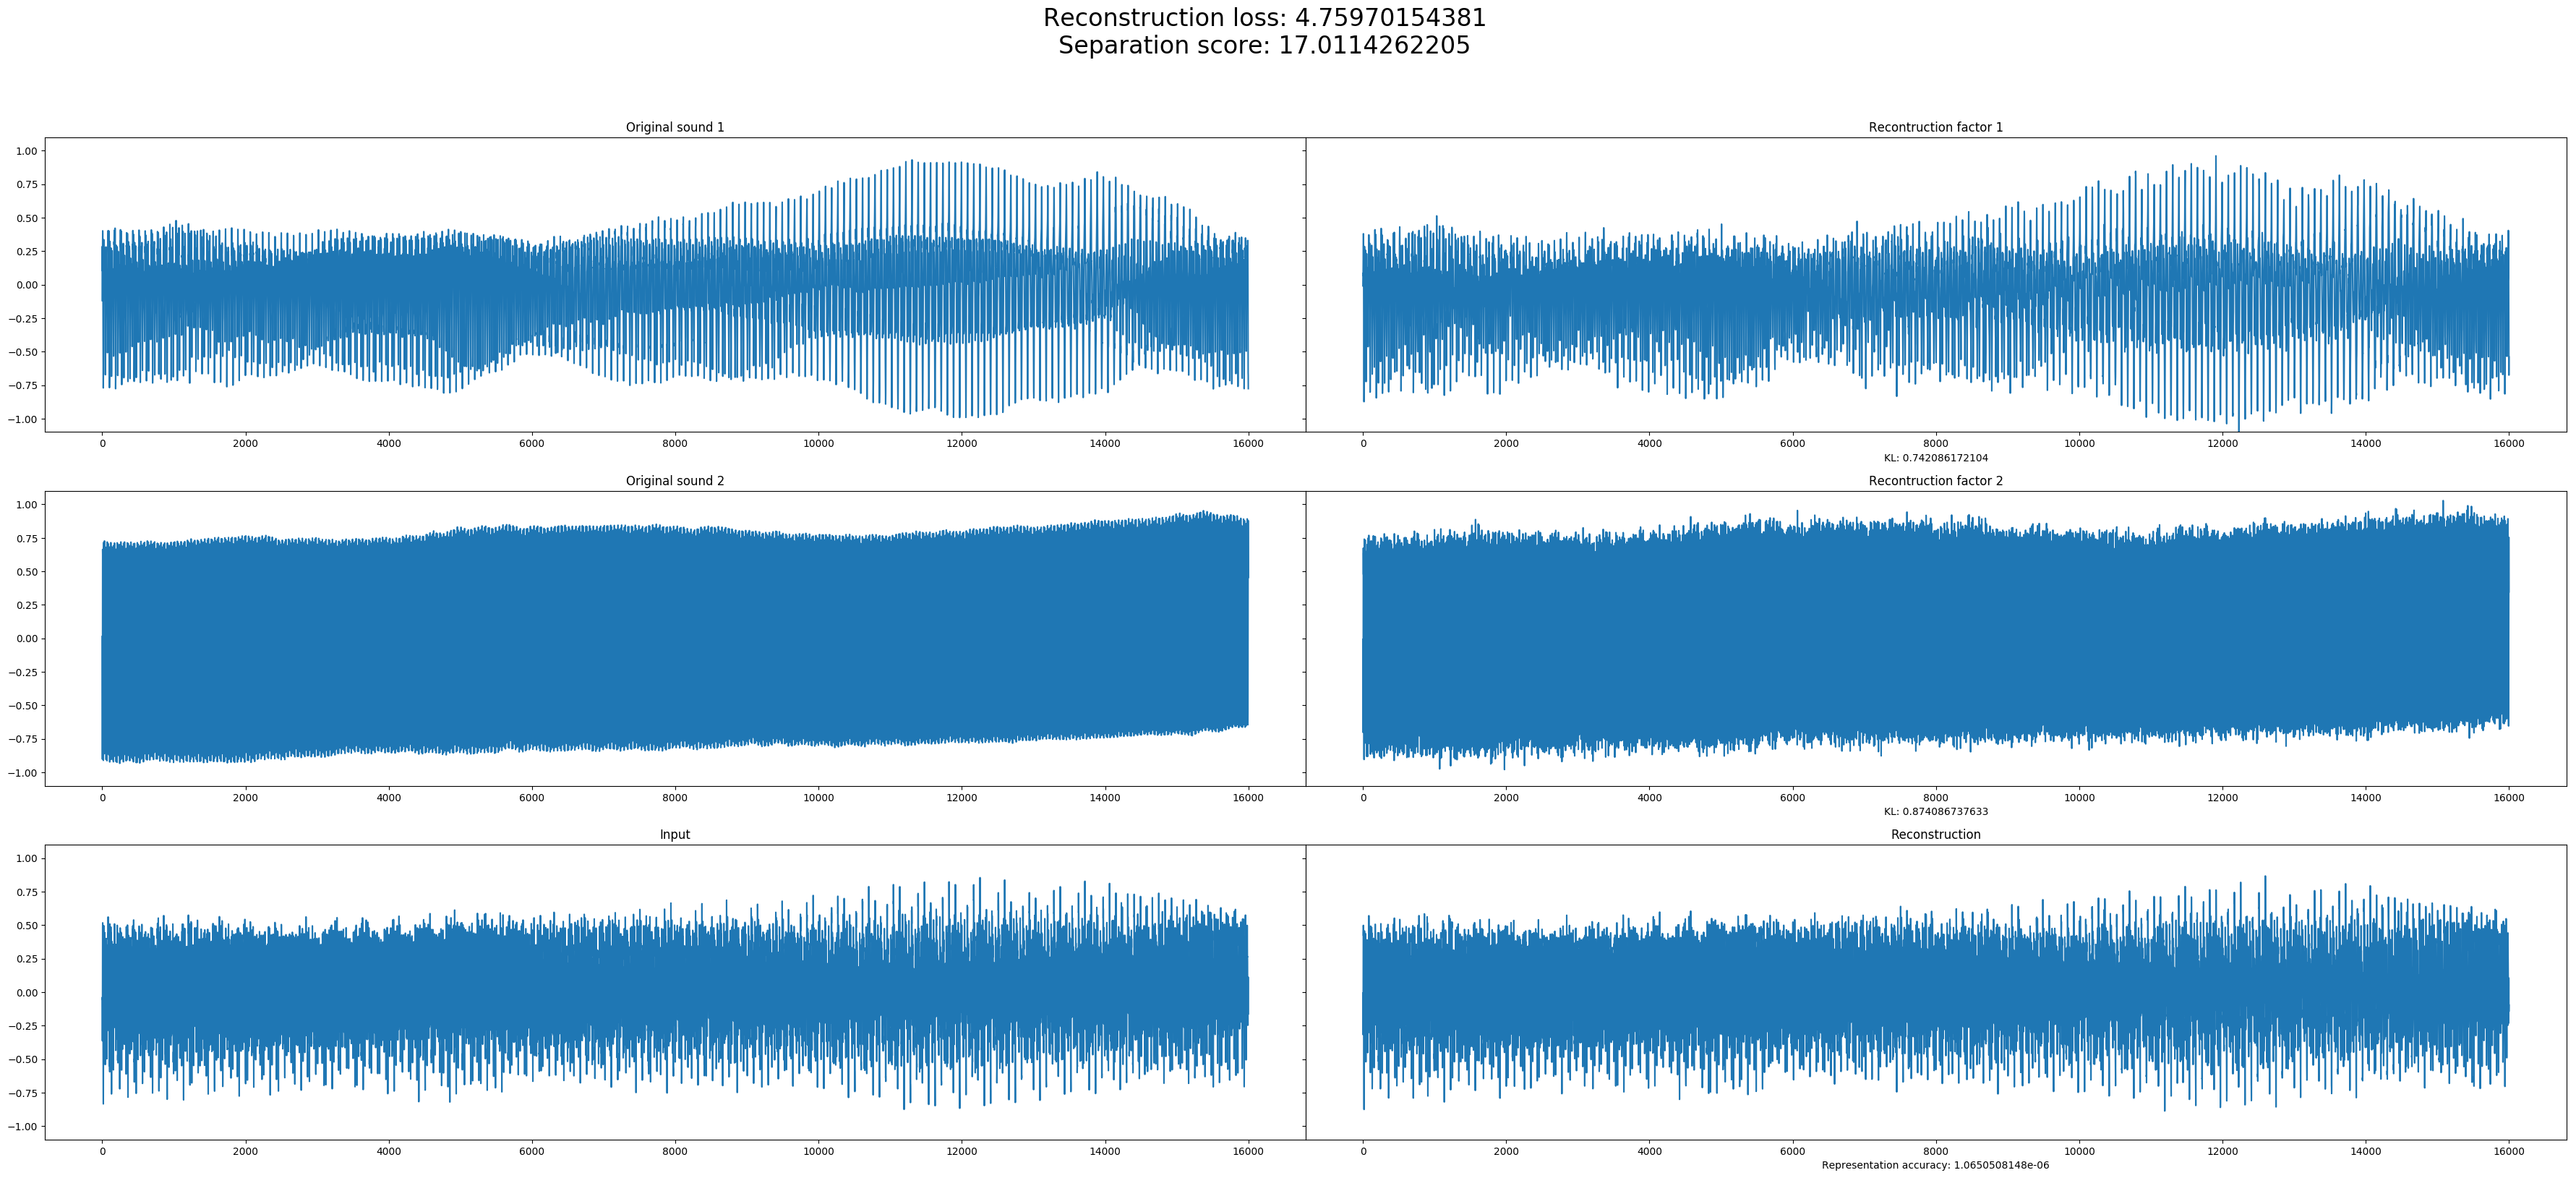 Reconstruction loss: 4.75970154381
Separation score: 17.0114262205
Original sound 1
Recontruction factor 1
1.00
0.75
0.50
0.25
0.00
−0.25
−0.50
−0.75
−1.00
0 2000 4000 6000 8000 10000 12000 14000 16000
0 2000 4000 6000 8000 10000 12000 14000 16000
KL: 0.742086172104
Original sound 2
Recontruction factor 2
1.00
0.75
0.50
0.25
0.00
−0.25
−0.50
−0.75
−1.00
0 2000 4000 6000 8000 10000 12000 14000 16000
0 2000 4000 6000 8000 10000 12000 14000 16000
KL: 0.874086737633
Input
Reconstruction
1.00
0.75
0.50
0.25
0.00
−0.25
−0.50
−0.75
−1.00
0 2000 4000 6000 8000 10000 12000 14000 16000
0 2000 4000 6000 8000 10000 12000 14000 16000
Representation accuracy: 1.0650508148e-06